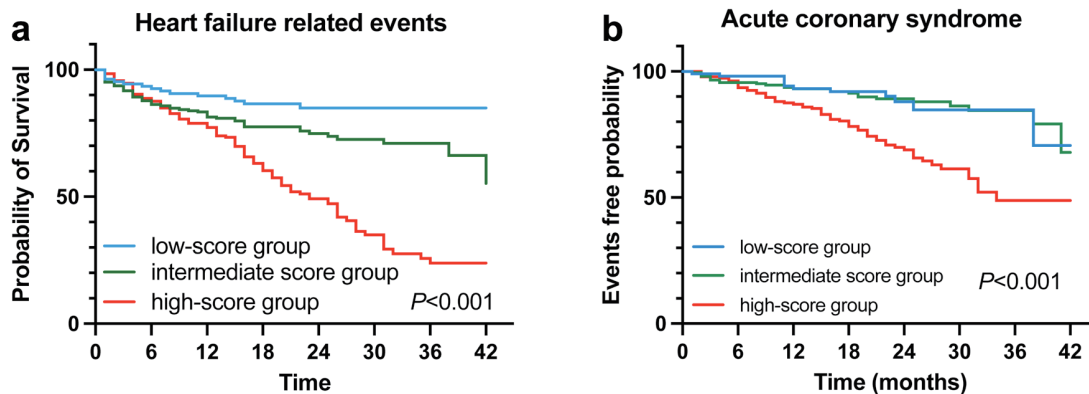 a
Heart failure related events
Probability of Survival
100
50
0
low-score group
intermediate score group
high-score group
P<0.001
0 6 12 18 24 30 36 42
Time
b
Acute coronary syndrome
Events free probability
100
50
0
low-score group
intermediate score group
high-score group
P<0.001
0 6 12 18 24 30 36 42
Time (months)